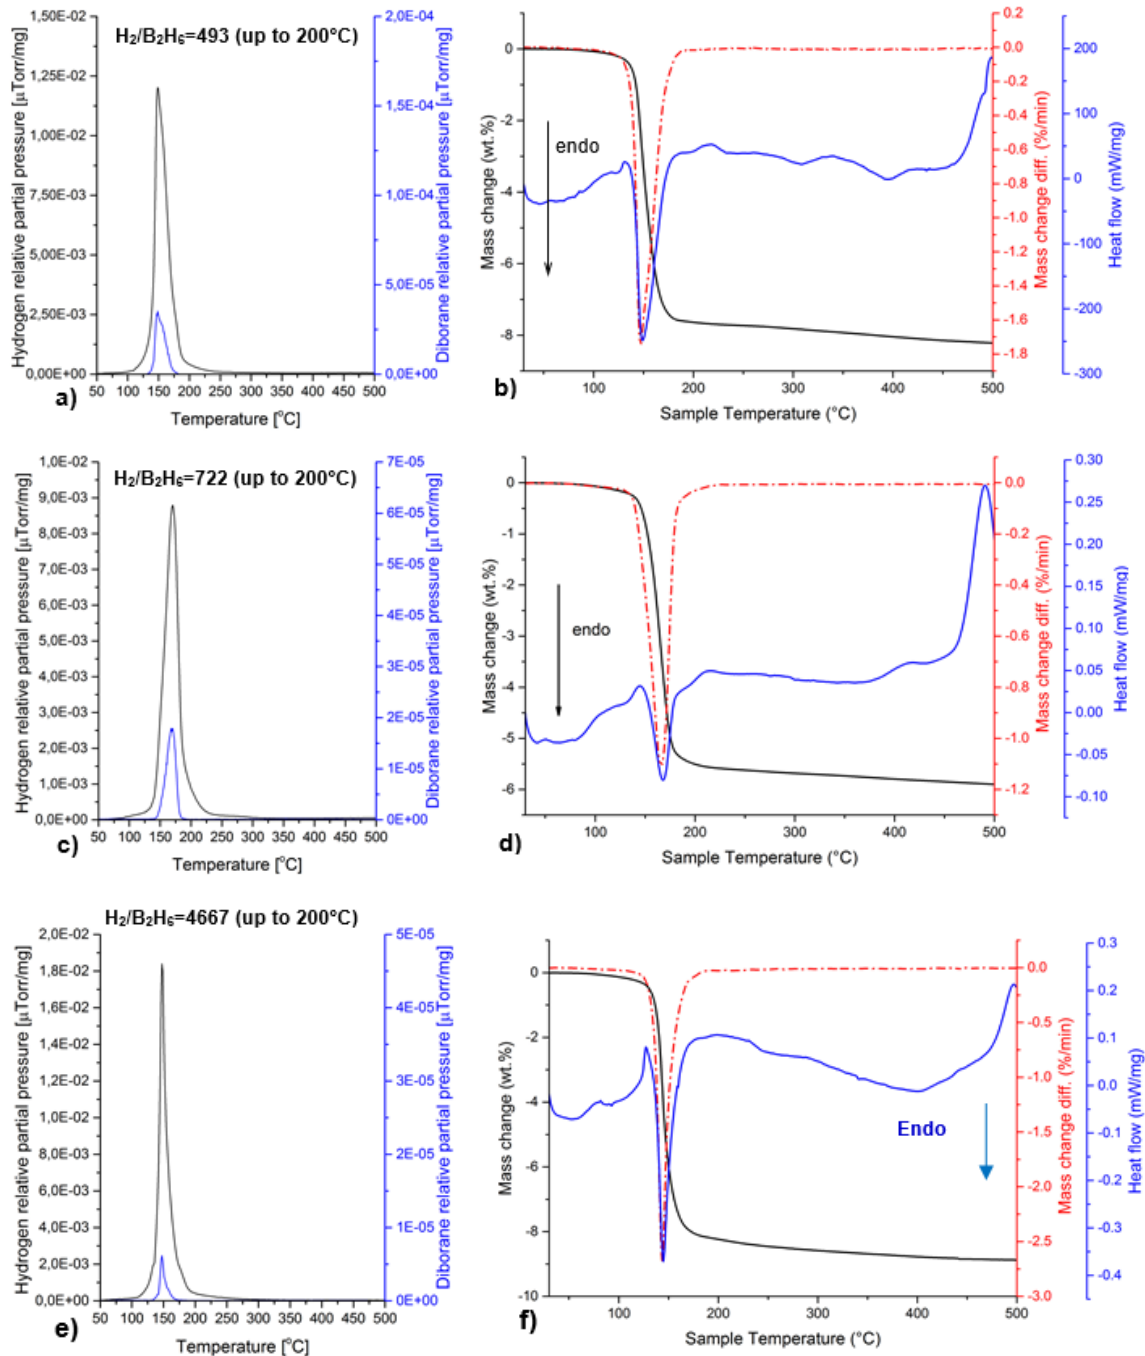 H2/B2H6=493 (up to 200°C)
Hydrogen relative partial pressure [µTorr/mg]
1,50E-02
1,25E-02
1,00E-02
7,50E-03
5,00E-03
2,50E-03
0,00E+00
2,0E-04
1,5E-04
1,0E-04
5,0E-05
0,0E+00
Diborane relative partial pressure [µTorr/mg]
50 100 150 200 250 300 350 400 450 500
Temperature [°C]
a)
Mass change (wt.%)
0
-2
-4
-6
-8
endo
0.2
0.0
-0.2
-0.4
-0.6
-0.8
-1.0
-1.2
-1.4
-1.6
-1.8
Mass change diff. (%/min)
200
100
0
-100
-200
-300
Heat flow (mW/mg)
100 200 300 400 500
Sample Temperature (°C)
b)
H2/B2H6=722 (up to 200°C)
Hydrogen relative partial pressure [µTorr/mg]
1,0E-02
9,0E-03
8,0E-03
7,0E-03
6,0E-03
5,0E-03
4,0E-03
3,0E-03
2,0E-03
1,0E-03
0,0E+00
7E-05
6E-05
5E-05
4E-05
3E-05
2E-05
1E-05
0E+00
Diborane relative partial pressure [µTorr/mg]
50 100 150 200 250 300 350 400 450 500
Temperature [°C]
c)
Mass change (wt.%)
0
-1
-2
-3
-4
-5
-6
endo
0.0
-0.2
-0.4
-0.6
-0.8
-1.0
-1.2
Mass change diff. (%/min)
0.30
0.25
0.20
0.15
0.10
0.05
0.00
-0.05
-0.10
Heat flow (mW/mg)
100 200 300 400 500
Sample Temperature (°C)
d)
H2/B2H6=4667 (up to 200°C)
Hydrogen relative partial pressure [µTorr/mg]
2,0E-02
1,8E-02
1,6E-02
1,4E-02
1,2E-02
1,0E-02
8,0E-03
6,0E-03
4,0E-03
2,0E-03
0,0E+00
5E-05
4E-05
3E-05
2E-05
1E-05
0E+00
Diborane relative partial pressure [µTorr/mg]
50 100 150 200 250 300 350 400 450 500
Temperature [°C]
e)
Mass change (wt.%)
0
-2
-4
-6
-8
-10
Endo
0.0
-0.5
-1.0
-1.5
-2.0
-2.5
-3.0
Mass change diff. (%/min)
0.3
0.2
0.1
0.0
-0.1
-0.2
-0.3
-0.4
Heat flow (mW/mg)
100 200 300 400 500
Sample Temperature (°C)
f)